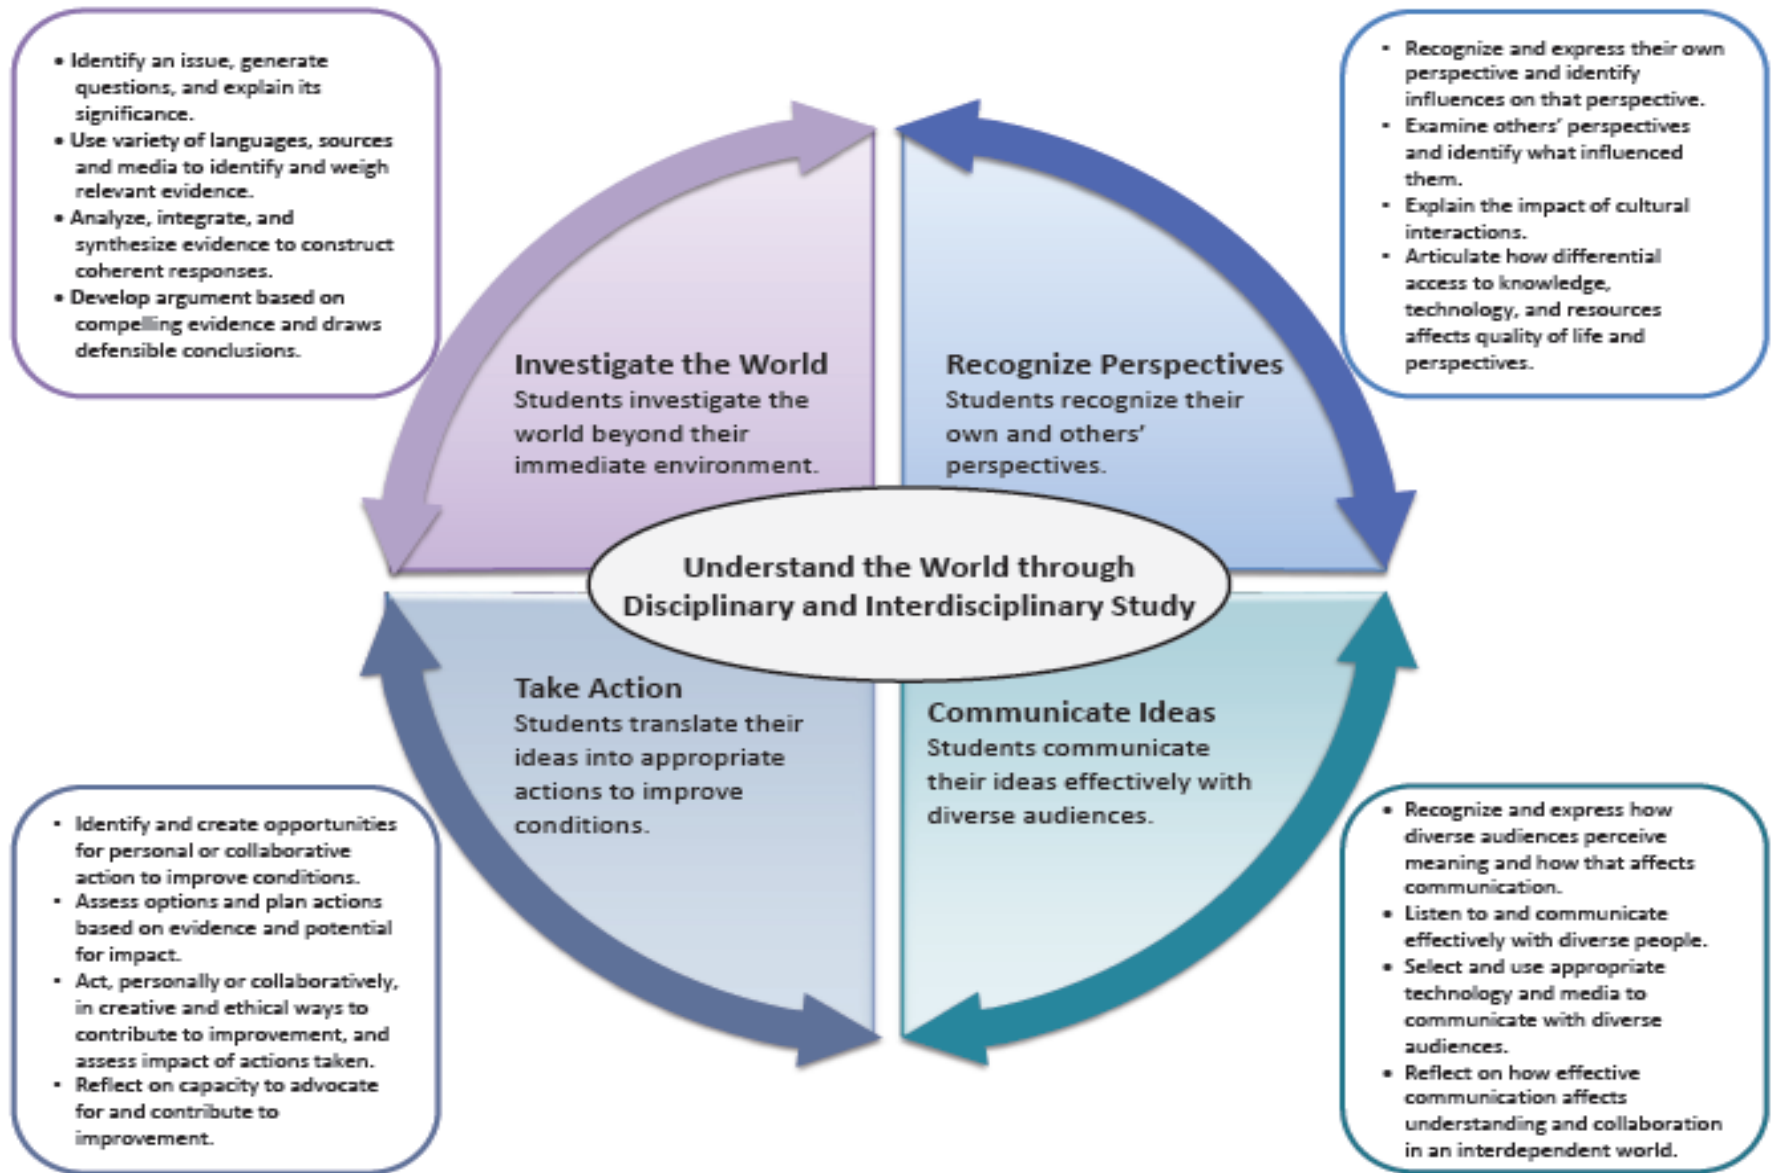 • Identify an issue, generate
questions, and explain its
significance.
• Use variety of languages, sources
and media to identify and weigh
relevant evidence.
• Analyze, integrate, and
synthesize evidence to construct
coherent responses.
• Develop argument based on
compelling evidence and draws
defensible conclusions.
• Recognize and express their own
perspective and identify
influences on that perspective.
• Examine others’ perspectives
and identify what influenced
them.
• Explain the impact of cultural
interactions.
• Articulate how differential
access to knowledge,
technology, and resources
affects quality of life and
perspectives.
Investigate the World
Students investigate the
world beyond their
immediate environment.
Recognize Perspectives
Students recognize their
own and others’
perspectives.
Understand the World through
Disciplinary and Interdisciplinary Study
Take Action
Students translate their
ideas into appropriate
actions to improve
conditions.
Communicate Ideas
Students communicate
their ideas effectively with
diverse audiences.
• Identify and create opportunities
for personal or collaborative
action to improve conditions.
• Assess options and plan actions
based on evidence and potential
for impact.
• Act, personally or collaboratively,
in creative and ethical ways to
contribute to improvement, and
assess impact of actions taken.
• Reflect on capacity to advocate
for and contribute to
improvement.
• Recognize and express how
diverse audiences perceive
meaning and how that affects
communication.
• Listen to and communicate
effectively with diverse people.
• Select and use appropriate
technology and media to
communicate with diverse
audiences.
• Reflect on how effective
communication affects
understanding and collaboration
in an interdependent world.